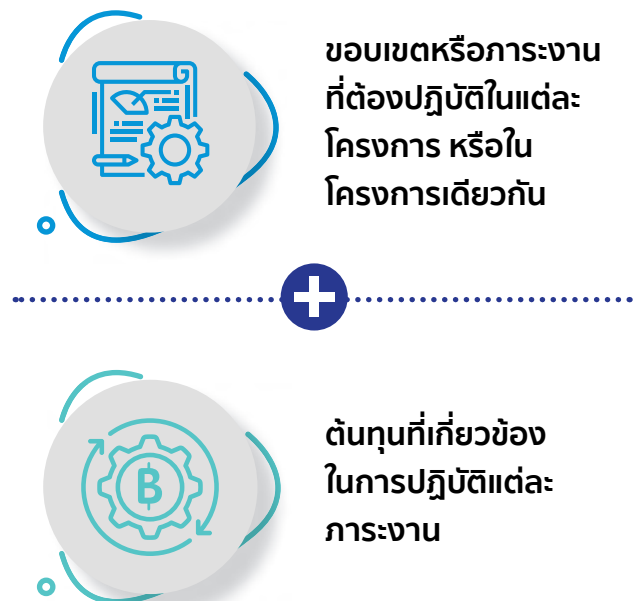 ขอบเขตหรือภาระงาน
ที่ต้องปฏิบัติในแต่ละ
โครงการ หรือใน
โครงการเดียวกัน
ต้นทุนที่เกี่ยวข้อง
ในการปฏิบัติแต่ละ
ภาระงาน